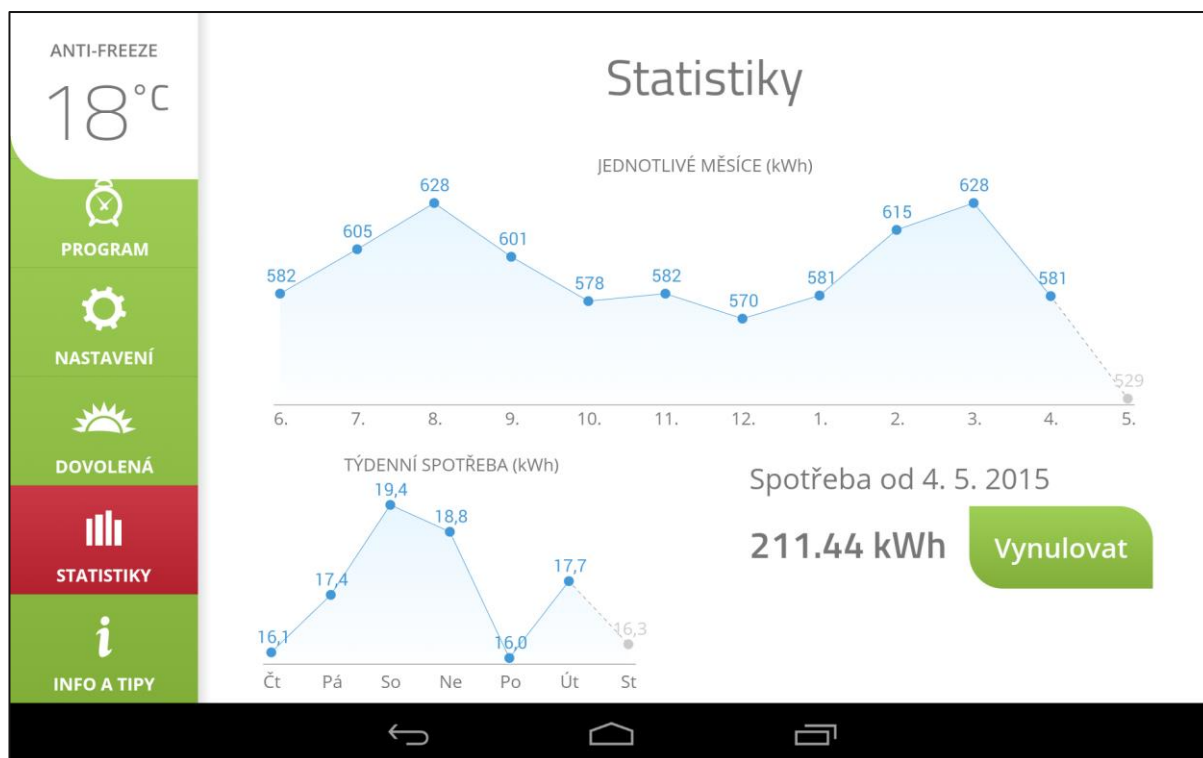 ANTI-FREEZE
18°C
PROGRAM
NASTAVENÍ
DOVOLENÁ
STATISTIKY
INFO A TIPY
Statistiky
JEDNOTLIVÉ MĚSÍCE (kWh)
582 605 628 601 578 582 570 581 615 628 581 529
6. 7. 8. 9. 10. 11. 12. 1. 2. 3. 4. 5.
TÝDENNÍ SPOTŘEBA (kWh)
16,1 17,4 19,4 18,8 16,0 17,7 16,3
Čt Pá So Ne Po Út St
Spotřeba od 4. 5. 2015
211.44 kWh
Vynulovat